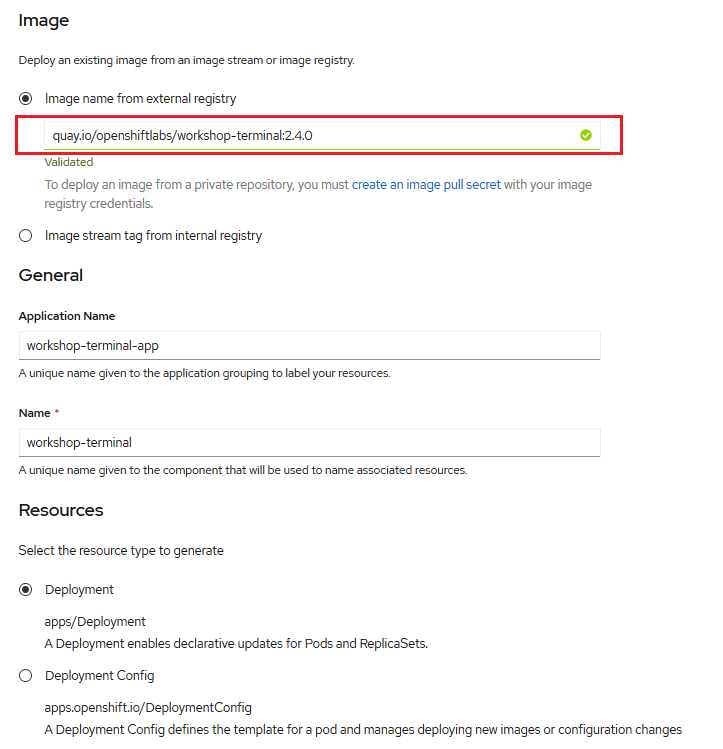 Image
Deploy an existing image from an image stream or image registry.
Image name from external registry
quay.io/openshiftlabs/workshop-terminal:2.4.0
Validated
To deploy an image from a private repository, you must create an image pull secret with your image
registry credentials.
Image stream tag from internal registry
General
Application Name
workshop-terminal-app
A unique name given to the application grouping to label your resources.
Name *
workshop-terminal
A unique name given to the component that will be used to name associated resources.
Resources
Select the resource type to generate
Deployment
apps/Deployment
A Deployment enables declarative updates for Pods and ReplicaSets.
Deployment Config
apps.openshift.io/DeploymentConfig
A Deployment Config defines the template for a pod and manages deploying new images or configuration changes